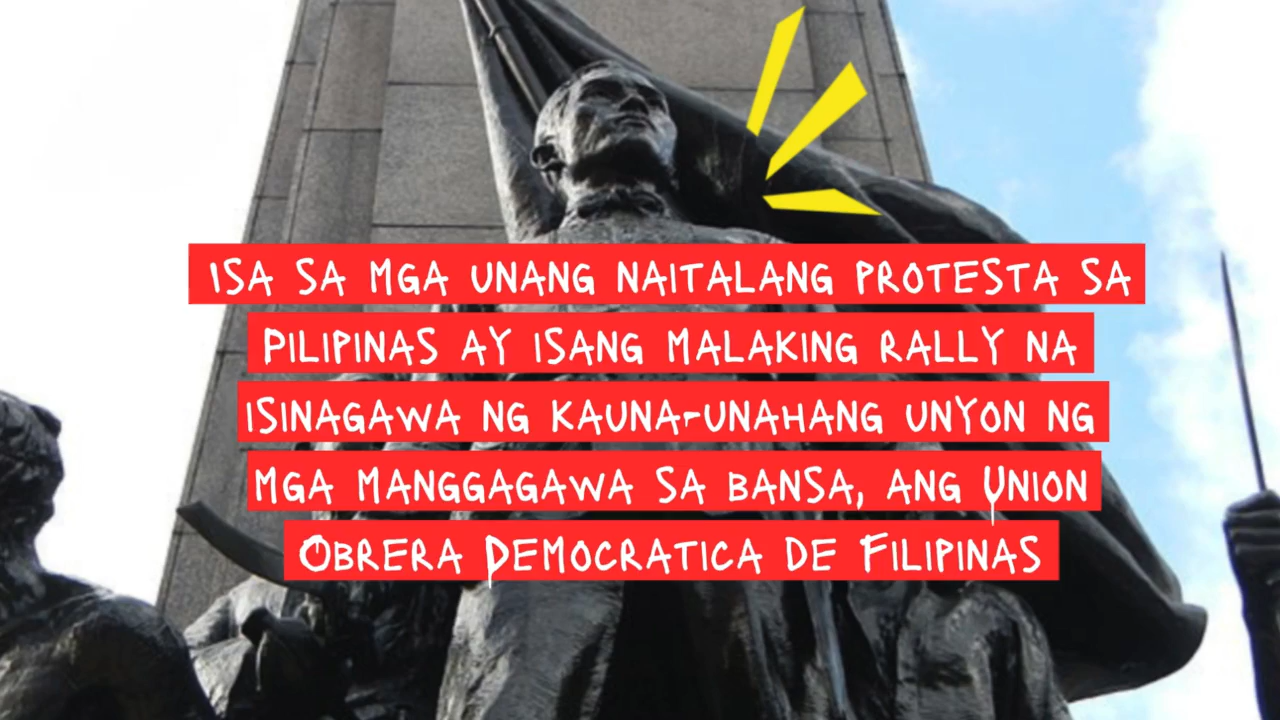 Isa sa mga unang naitalang protesta sa
Pilipinas ay isang malaking rally na
isinagawa ng kauna-unahang unyon ng
mga manggagawa sa bansa, ang Union
Obrera Democratica de Filipinas